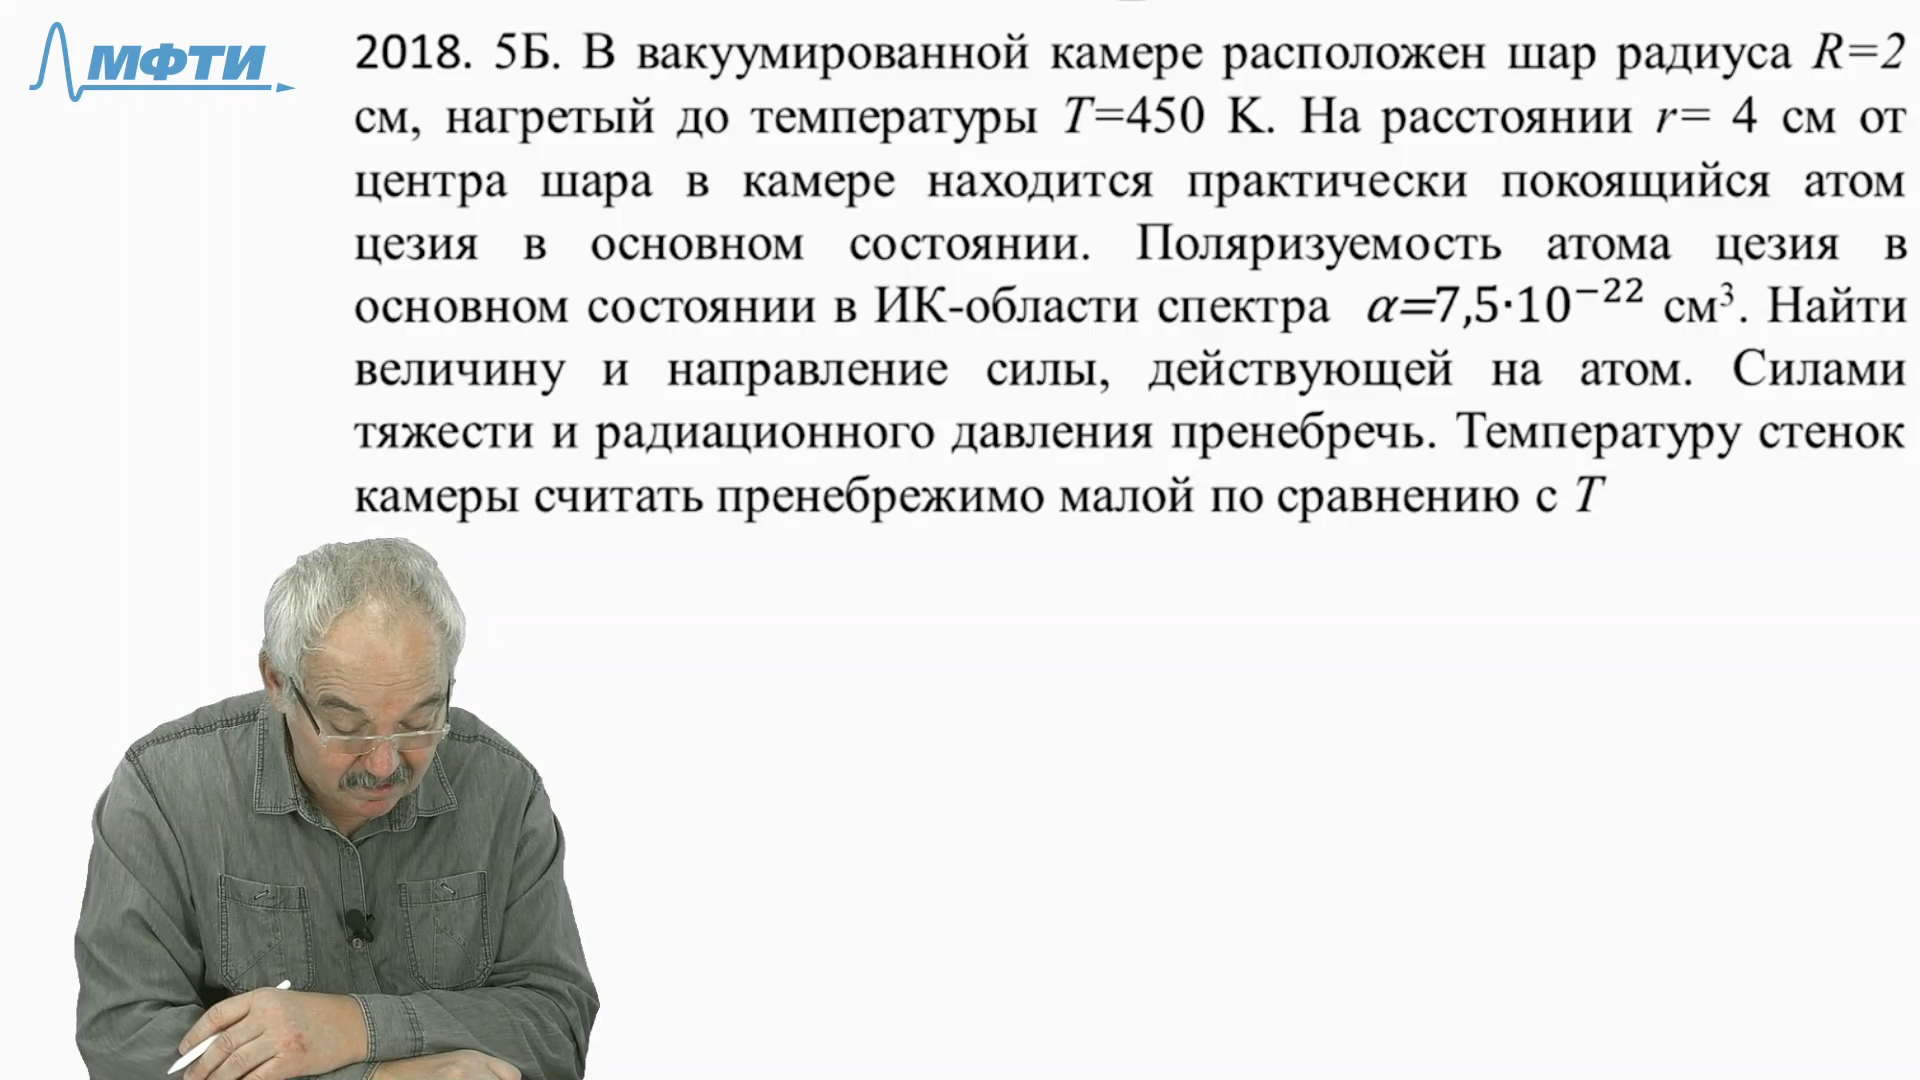 МФТИ
2018. 5Б. В вакуумированной камере расположен шар радиуса R=2
см, нагретый до температуры T=450 K. На расстоянии r= 4 см от
центра шара в камере находится практически покоящийся атом
цезия в основном состоянии. Поляризуемость атома цезия в
основном состоянии в ИК-области спектра α=7,5·10⁻²² см³. Найти
величину и направление силы, действующей на атом. Силами
тяжести и радиационного давления пренебречь. Температуру стенок
камеры считать пренебрежимо малой по сравнению с T